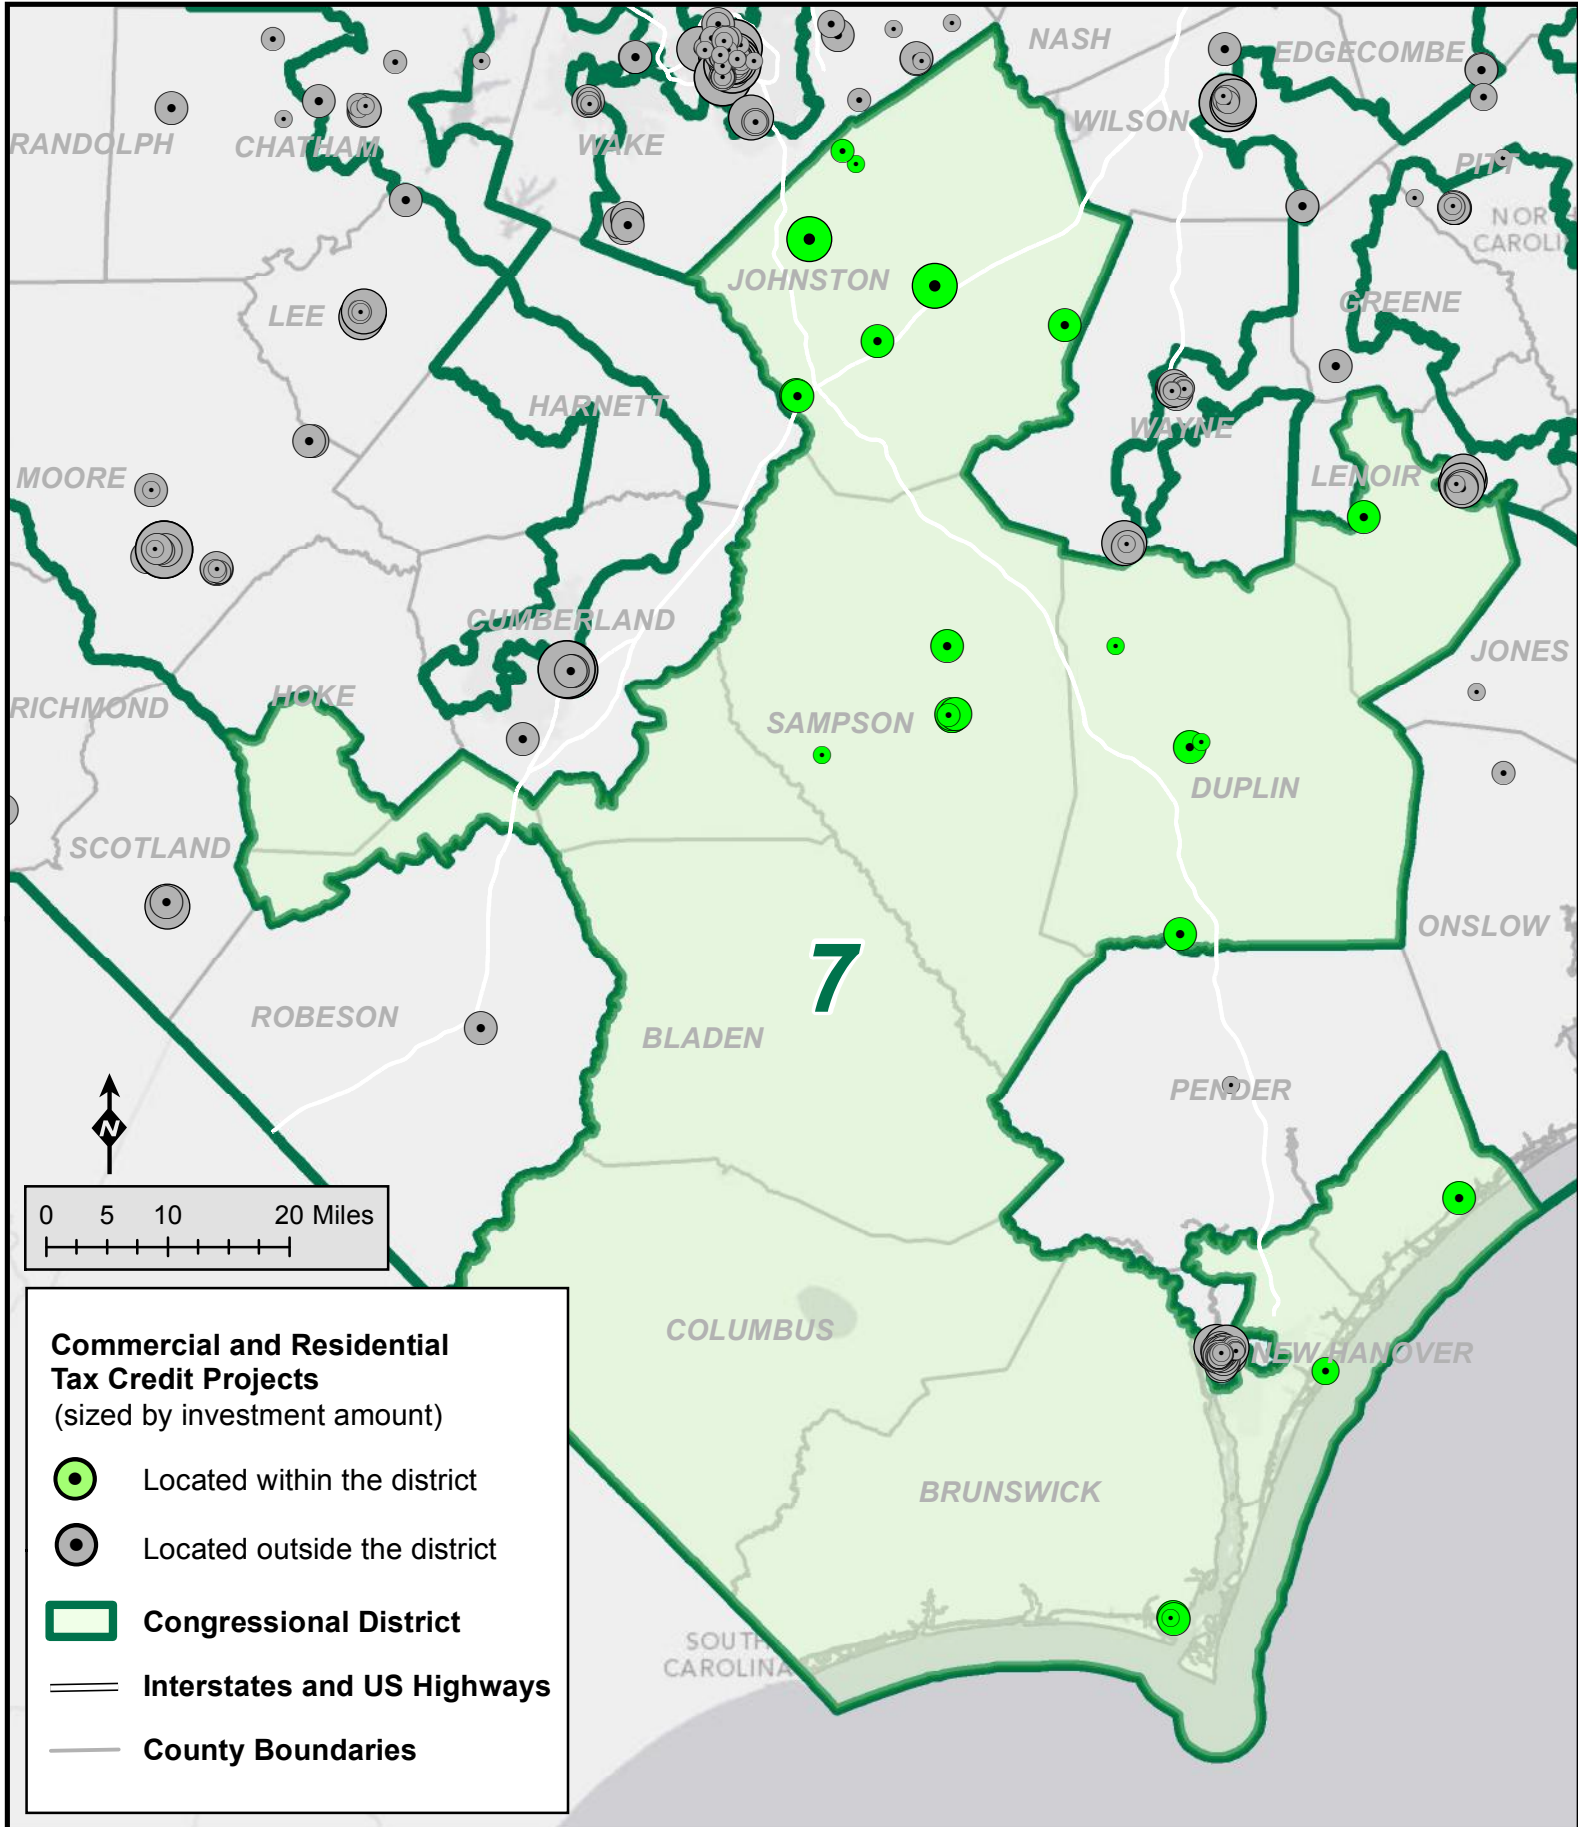 NASH
EDGECOMBE
WILSON
RANDOLPH
CHATHAM
WAKE
PITT
NORTH
CAROLI
JOHNSTON
GREENE
LEE
HARNETT
WAYNE
MOORE
LENOIR
CUMBERLAND
JONES
HOKE
RICHMOND
SAMPSON
DUPLIN
SCOTLAND
ONSLOW
7
ROBESON
BLADEN
PENDER
N
0 5 10 20 Miles
COLUMBUS
NEW HANOVER
BRUNSWICK
SOUTH
CAROLINA
Commercial and Residential
Tax Credit Projects
(sized by investment amount)
Located within the district
Located outside the district
Congressional District
Interstates and US Highways
County Boundaries